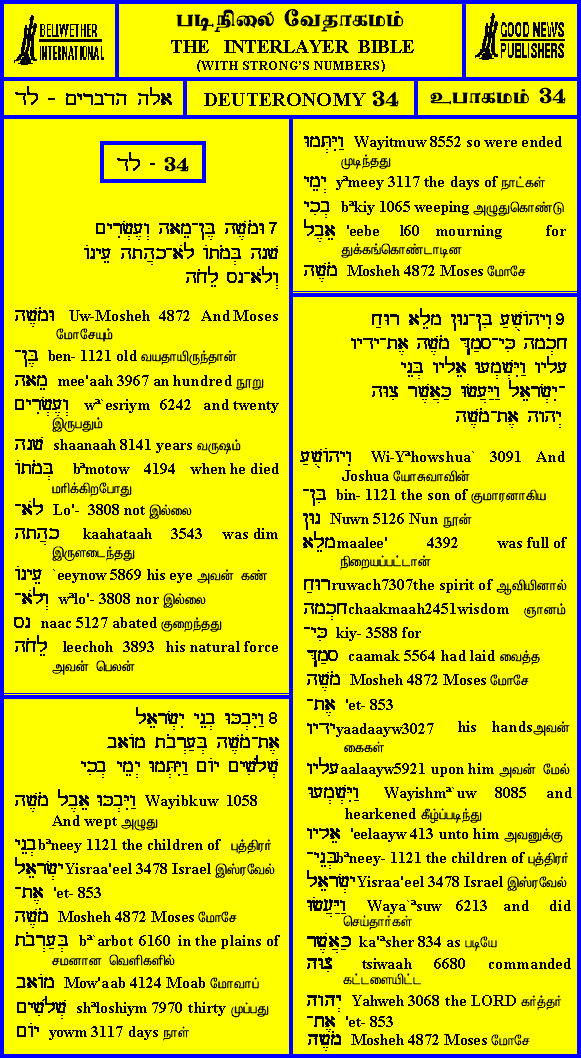 BELLWETHER
INTERNATIONAL
படிநிலை வேதாகமம்
THE INTERLAYER BIBLE
(WITH STRONG'S NUMBERS)
GOOD NEWS
PUBLISHERS
אלה הדברים - לד
DEUTERONOMY 34
உபாகமம் 34
לד - 34
7 וּמֹשֶׁה בֶּן־מֵאָה וְעֶשְׂרִים
שָׁנָה בְּמֹתוֹ לֹא־כָהֲתָה עֵינוֹ
וְלֹא־נָס לֵחֹה
וּמֹשֶׁה Uw-Mosheh 4872 And Moses
மோசேயும்
בֶּן־ ben- 1121 old வயதாயிருந்தான்
מֵאָה mee'aah 3967 an hundred நூறு
וְעֶשְׂרִים wª`esriym 6242 and twenty
இருபதும்
שָׁנָה shaanaah 8141 years வருஷம்
בְּמֹתוֹ bªmotow 4194 when he died
மரிக்கிறபோது
לֹא־ Lo'- 3808 not இல்லை
כָהֲתָה kaahataah 3543 was dim
இருளடைந்தது
עֵינוֹ `eeynow 5869 his eye அவன் கண்
וְלֹא־ wªlo'- 3808 nor இல்லை
נָס naac 5127 abated குறைந்தது
לֵחֹה leechoh 3893 his natural force
அவன் பெலன்
8 וַיִּבְכּוּ בְנֵי יִשְׂרָאֵל
אֶת־מֹשֶׁה בְּעַרְבֹת מוֹאָב
שְׁלֹשִׁים יוֹם וַיִּתְּמוּ יְמֵי בְכִי
וַיִּבְכּוּ אֵבֶל מֹשֶׁה Wayibkuw 1058
And wept அழுது
בְנֵי bªneey 1121 the children of புத்திரர்
יִשְׂרָאֵל Yisraa'eel 3478 Israel இஸ்ரவேல்
אֶת־ 'et- 853
מֹשֶׁה Mosheh 4872 Moses மோசே
בְּעַרְבֹת bª`arbot 6160 in the plains of
சமனான வெளிகளில்
מוֹאָב Mow'aab 4124 Moab மோவாப்
שְׁלֹשִׁים shªloshiym 7970 thirty முப்பது
יוֹם yowm 3117 days நாள்
וַיִּתְּמוּ Wayitmuw 8552 so were ended
முடிந்தது
יְמֵי yªmeey 3117 the days of நாட்கள்
בְכִי bªkiy 1065 weeping அழுதுகொண்டு
אֵבֶל 'eebe l60 mourning for
துக்கங்கொண்டாடின
מֹשֶׁה Mosheh 4872 Moses மோசே
9 וִיהוֹשֻׁעַ בִּן־נוּן מָלֵא רוּחַ
חָכְמָה כִּי־סָמַךְ מֹשֶׁה אֶת־יָדָיו
עָלָיו וַיִּשְׁמְעוּ אֵלָיו בְּנֵי
־יִשְׂרָאֵל וַיַּעֲשׂוּ כַּאֲשֶׁר צִוָּה
יְהוָה אֶת־מֹשֶׁה
וִיהוֹשֻׁעַ Wi-Yªhowshua` 3091 And
Joshua யோசுவாவின்
בִּן־ bin- 1121 the son of குமாரனாகிய
נוּן Nuwn 5126 Nun நூன்
מָלֵא maalee' 4392 was full of
நிறையப்பட்டான்
רוּחַ ruwach7307the spirit of ஆவியினால்
חָכְמָה chaakmaah2451wisdom ஞானம்
כִּי־ kiy- 3588 for
סָמַךְ caamak 5564 had laid வைத்த
מֹשֶׁה Mosheh 4872 Moses மோசே
אֶת־ 'et- 853
יָדָיו yaadaayw3027 his handsஅவன்
கைகள்
עָלָיו aalaayw5921 upon him அவன் மேல்
וַיִּשְׁמְעוּ Wayishmª`uw 8085 and
hearkened கீழ்ப்படிந்து
אֵלָיו 'eelaayw 413 unto him அவனுக்கு
בְּנֵי־ bªneey- 1121 the children of புத்திரர்
יִשְׂרָאֵל Yisraa'eel 3478 Israel இஸ்ரவேல்
וַיַּעֲשׂוּ Waya`ªsuw 6213 and did
செய்தார்கள்
כַּאֲשֶׁר ka'ªsher 834 as படியே
צִוָּה tsiwaah 6680 commanded
கட்டளையிட்ட
יְהוָה Yahweh 3068 the LORD கர்த்தர்
אֶת־ 'et- 853
מֹשֶׁה Mosheh 4872 Moses மோசே